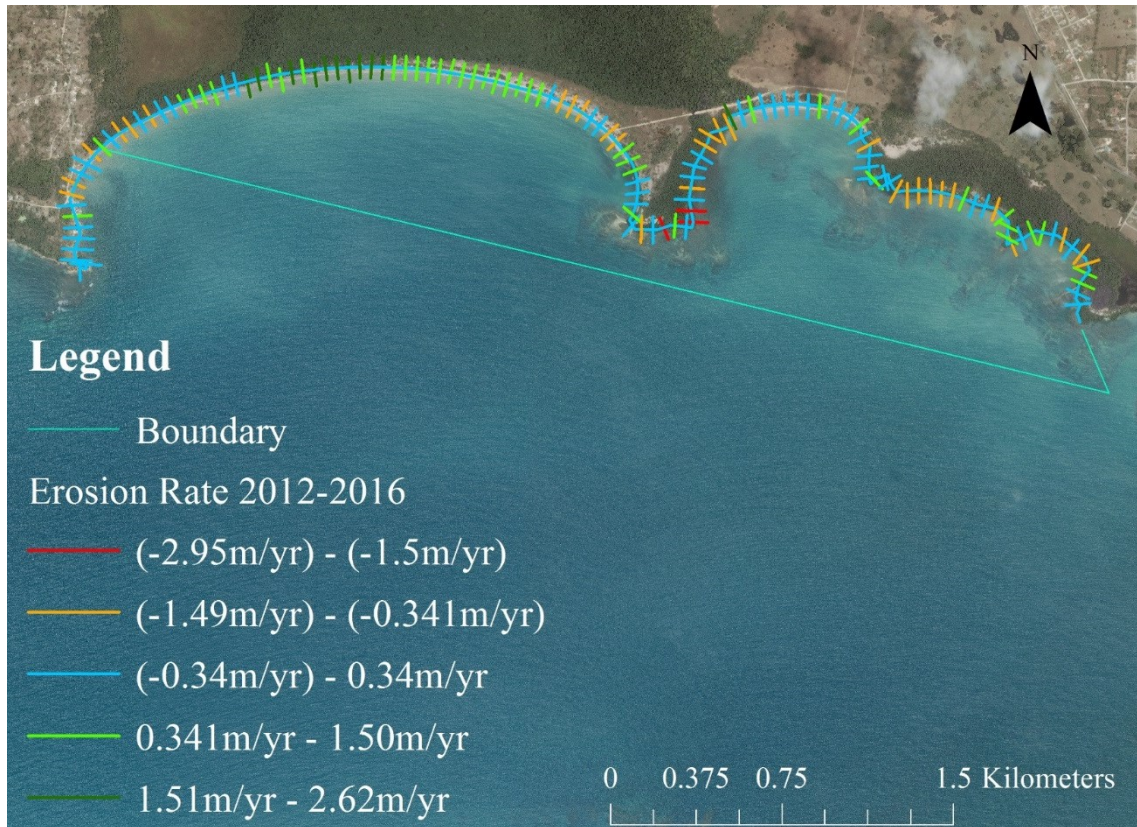 N
Legend
Boundary
Erosion Rate 2012-2016
(-2.95m/yr) - (-1.5m/yr)
(-1.49m/yr) - (-0.341m/yr)
(-0.34m/yr) - 0.34m/yr
0.341m/yr - 1.50m/yr
1.51m/yr - 2.62m/yr
0 0.375 0.75 1.5 Kilometers